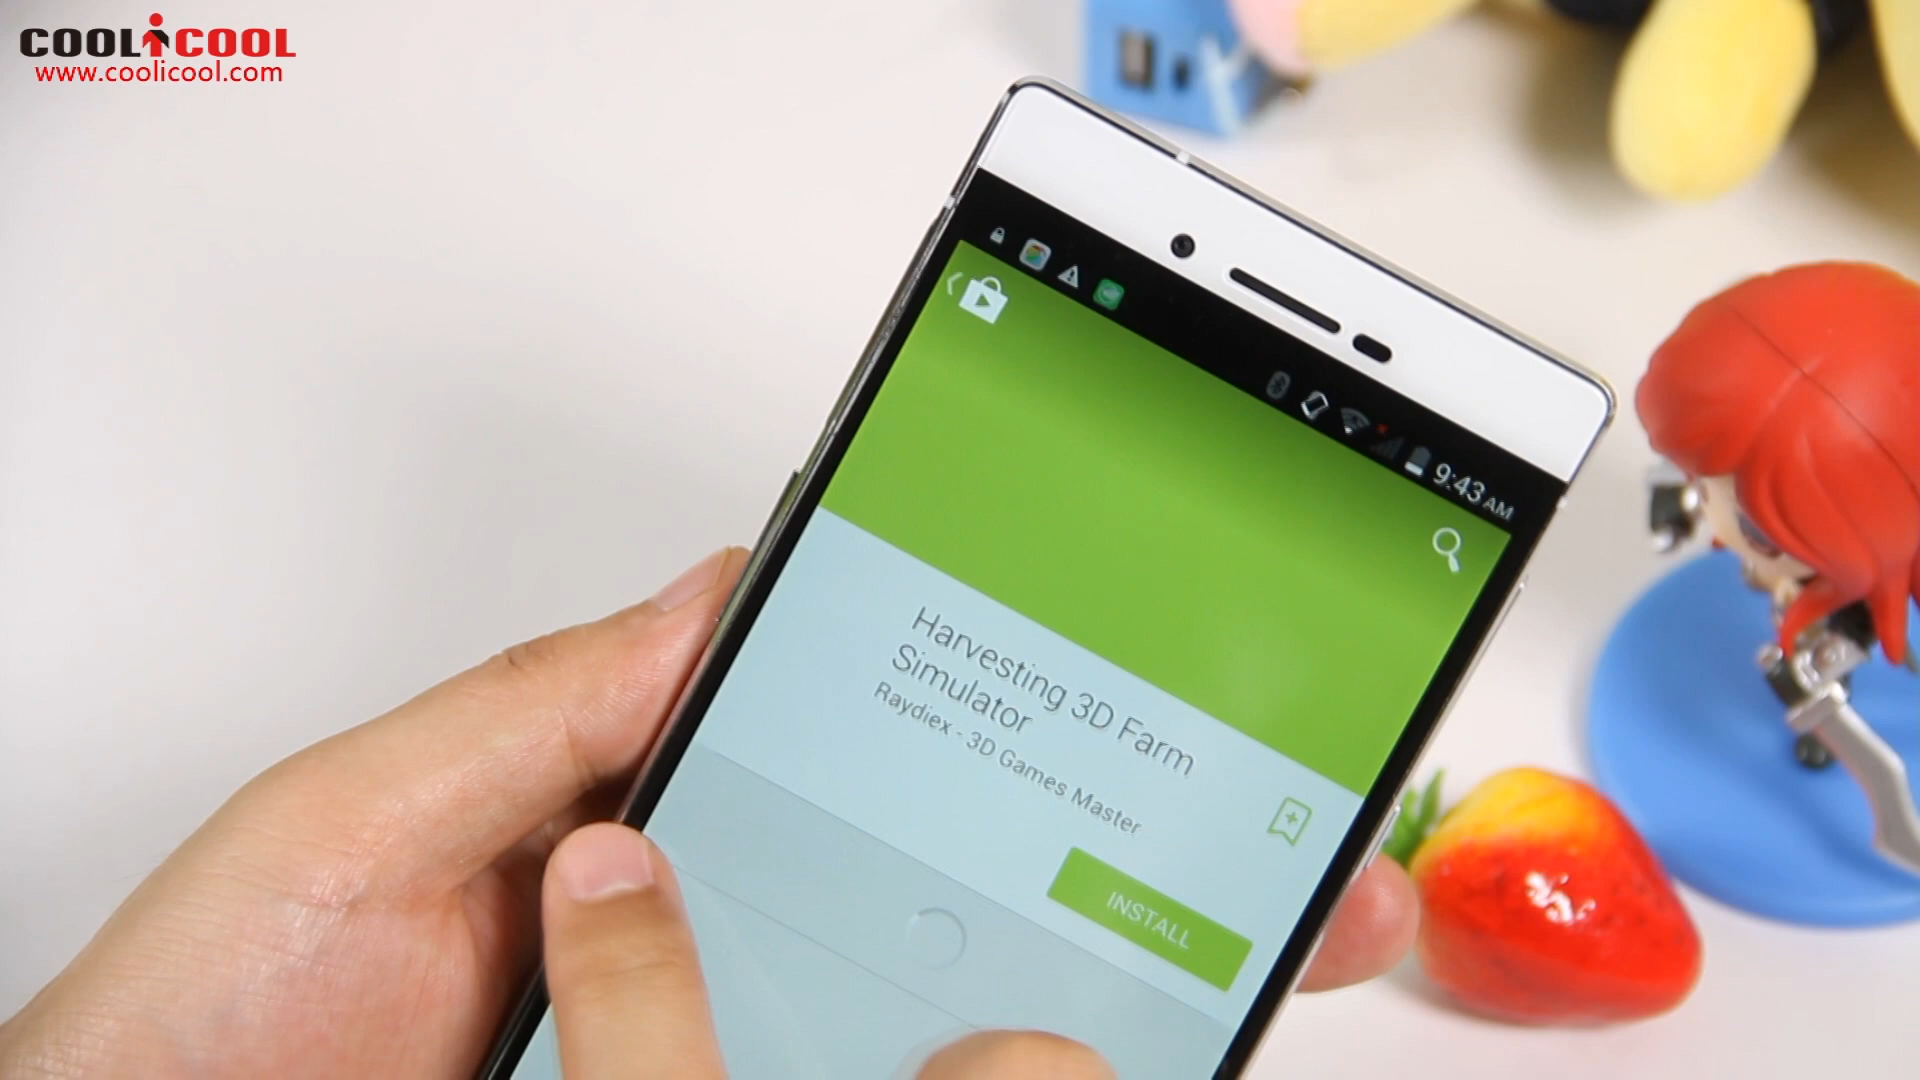 COOLiCOOL
www.coolicool.com
9:43 AM
Harvesting 3D Farm
Simulator
Raydiex - 3D Games Master
INSTALL